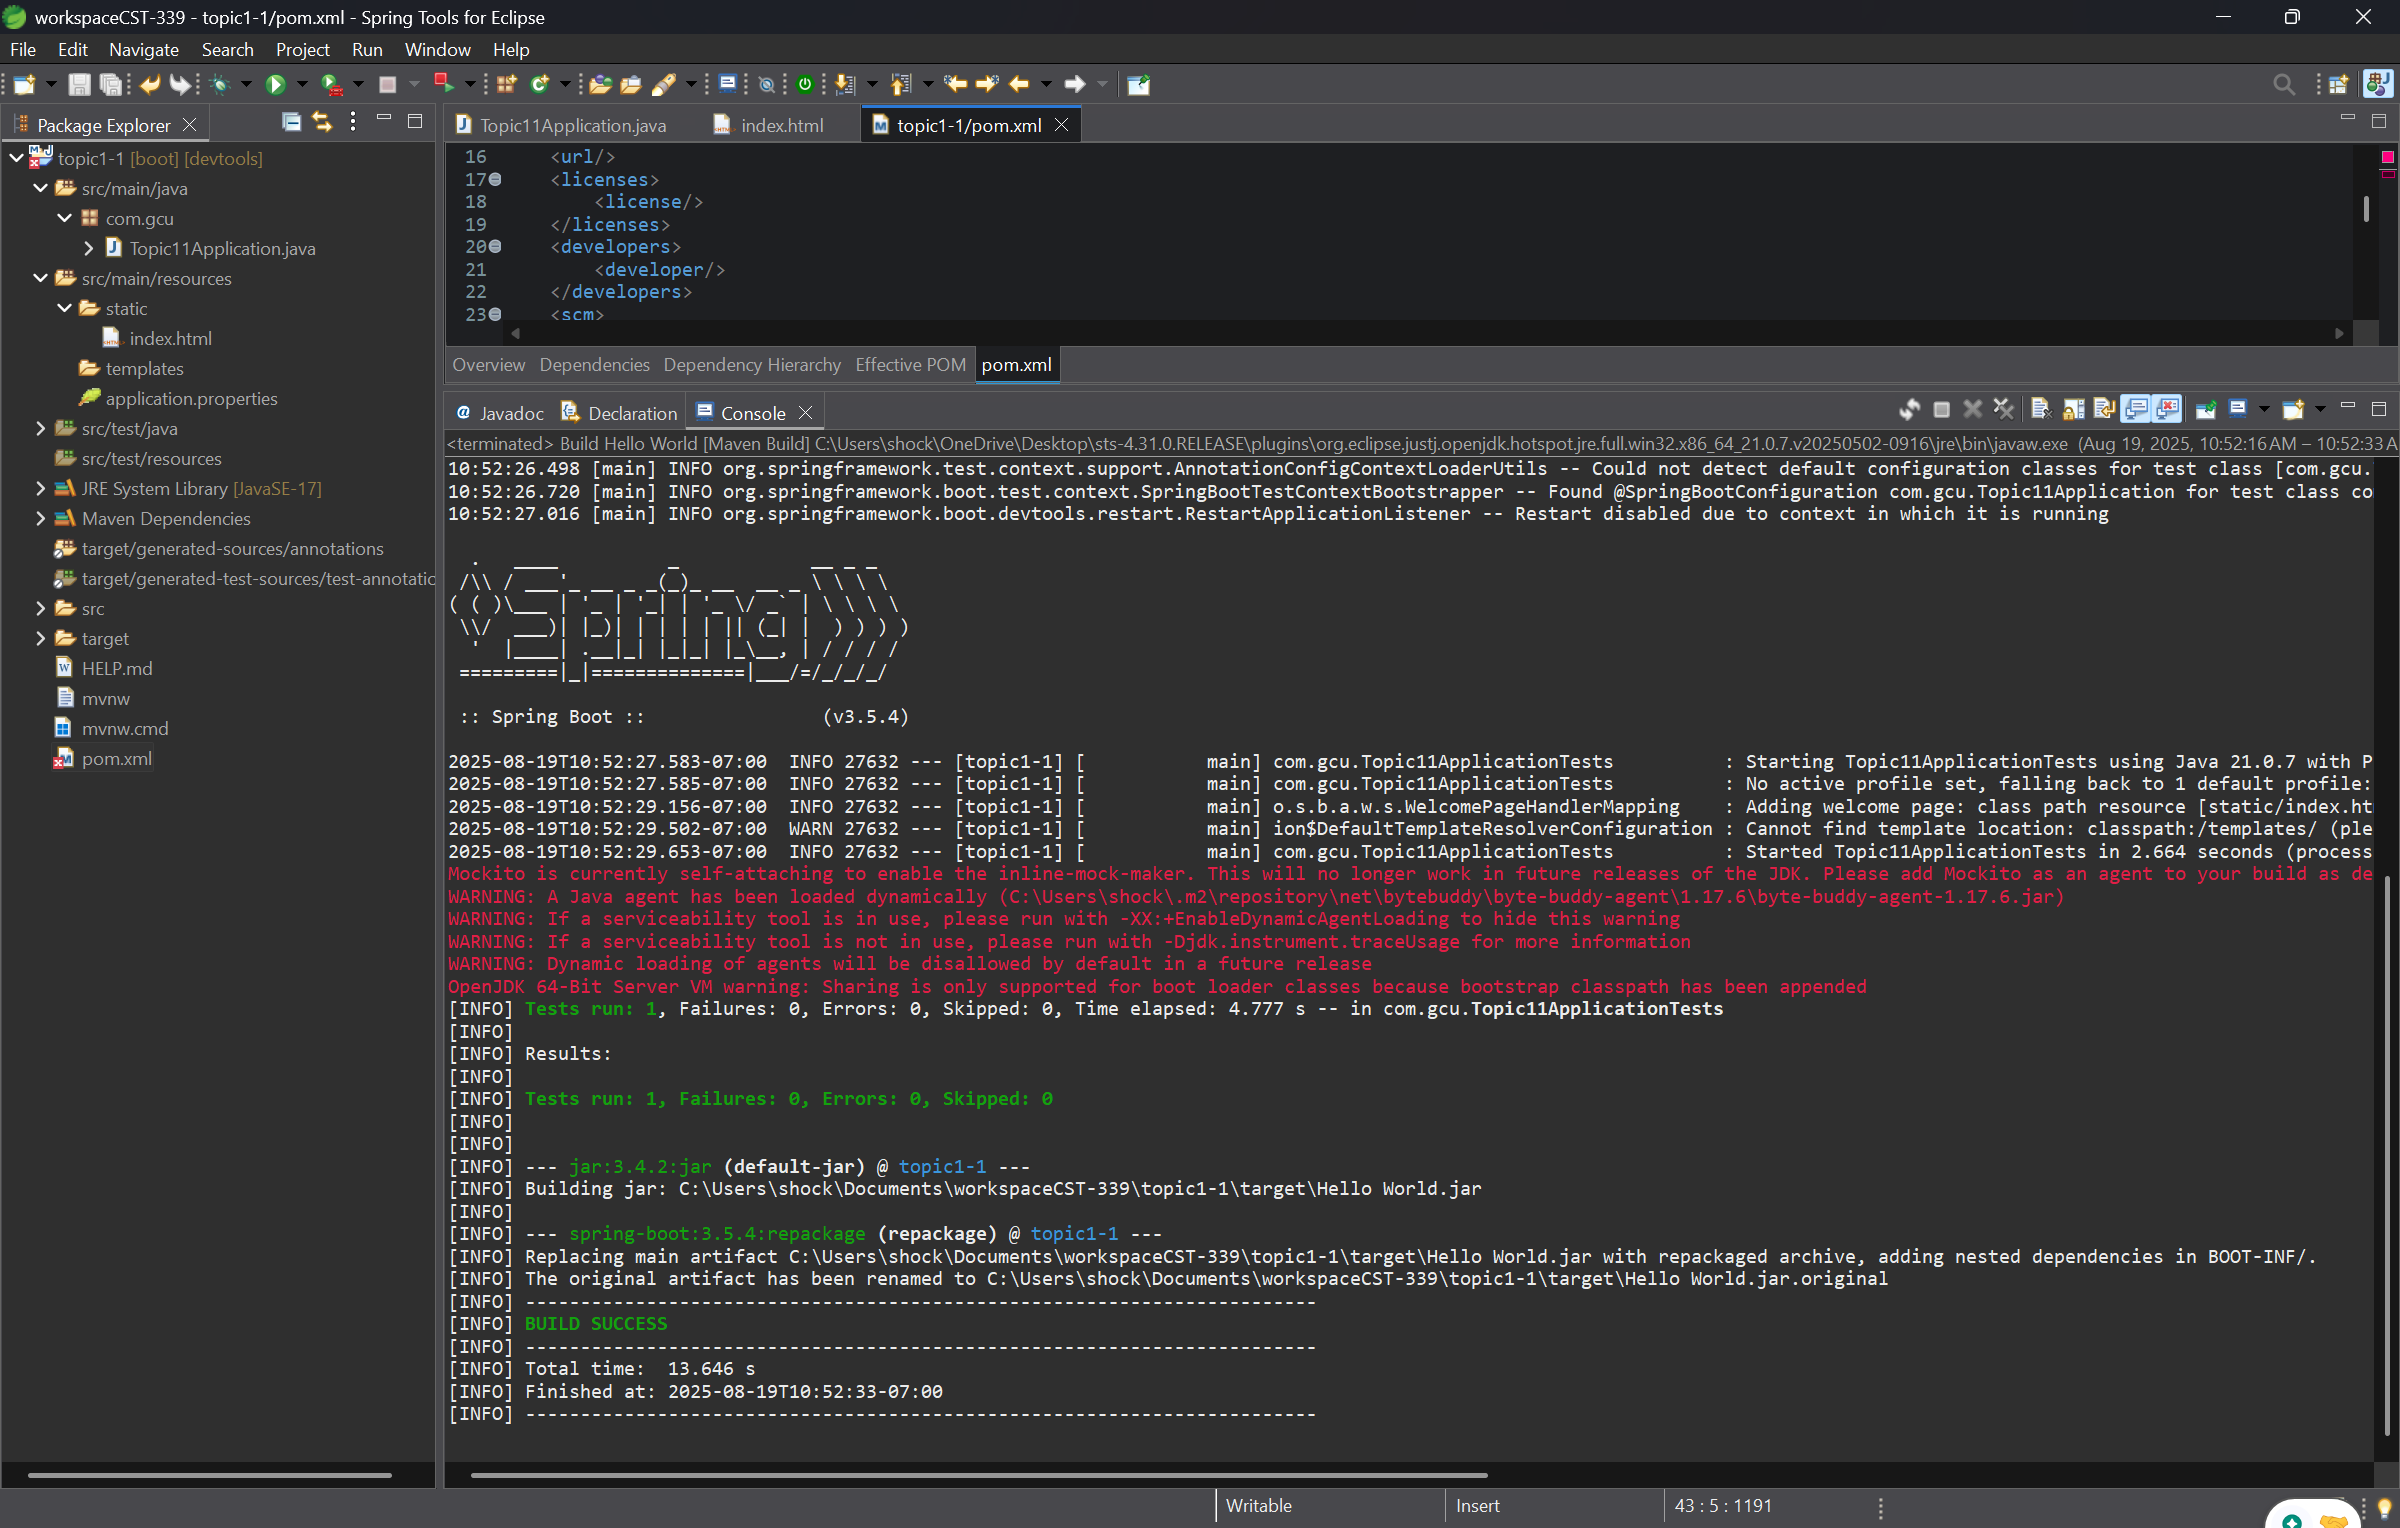 workspaceCST-339 - topic1-1/pom.xml - Spring Tools for Eclipse
File Edit Navigate Search Project Run Window Help
Package Explorer
topic1-1 [boot] [devtools]
src/main/java
com.gcu
Topic11Application.java
src/main/resources
static
index.html
templates
application.properties
src/test/java
src/test/resources
JRE System Library [JavaSE-17]
Maven Dependencies
target/generated-sources/annotations
target/generated-test-sources/test-annotatic
src
target
HELP.md
mvnw
mvnw.cmd
pom.xml
Topic11Application.java index.html topic1-1/pom.xml
16 <url/>
17 <licenses>
18 <license/>
19 </licenses>
20 <developers>
21 <developer/>
22 </developers>
23 <scm>
Overview Dependencies Dependency Hierarchy Effective POM pom.xml
Javadoc Declaration Console
<terminated> Build Hello World [Maven Build] C:\Users\shock\OneDrive\Desktop\sts-4.31.0.RELEASE\plugins\org.eclipse.justj.openjdk.hotspot.jre.full.win32.x86_64_21.0.7.v20250502-0916\jre\bin\javaw.exe (Aug 19, 2025, 10:52:16 AM – 10:52:33 A
10:52:26.498 [main] INFO org.springframework.test.context.support.AnnotationConfigContextLoaderUtils -- Could not detect default configuration classes for test class [com.gcu.
10:52:26.720 [main] INFO org.springframework.boot.test.context.SpringBootTestContextBootstrapper -- Found @SpringBootConfiguration com.gcu.Topic11Application for test class co
10:52:27.016 [main] INFO org.springframework.boot.devtools.restart.RestartApplicationListener -- Restart disabled due to context in which it is running
  .   ____          _            __ _ _
 /\\ / ___'_ __ _ _(_)_ __  __ _ \ \ \ \
( ( )\___ | '_ | '_| | '_ \/ _` | \ \ \ \
 \\/  ___)| |_)| | | | | || (_| |  ) ) ) )
  '  |____| .__|_| |_|_| |_\__, | / / / /
 =========|_|==============|___/=/_/_/_/
:: Spring Boot :: (v3.5.4)
2025-08-19T10:52:27.583-07:00 INFO 27632 --- [topic1-1] [ main] com.gcu.Topic11ApplicationTests : Starting Topic11ApplicationTests using Java 21.0.7 with P
2025-08-19T10:52:27.585-07:00 INFO 27632 --- [topic1-1] [ main] com.gcu.Topic11ApplicationTests : No active profile set, falling back to 1 default profile:
2025-08-19T10:52:29.156-07:00 INFO 27632 --- [topic1-1] [ main] o.s.b.a.w.s.WelcomePageHandlerMapping : Adding welcome page: class path resource [static/index.ht
2025-08-19T10:52:29.502-07:00 WARN 27632 --- [topic1-1] [ main] ion$DefaultTemplateResolverConfiguration : Cannot find template location: classpath:/templates/ (ple
2025-08-19T10:52:29.653-07:00 INFO 27632 --- [topic1-1] [ main] com.gcu.Topic11ApplicationTests : Started Topic11ApplicationTests in 2.664 seconds (process
Mockito is currently self-attaching to enable the inline-mock-maker. This will no longer work in future releases of the JDK. Please add Mockito as an agent to your build as de
WARNING: A Java agent has been loaded dynamically (C:\Users\shock\.m2\repository\net\bytebuddy\byte-buddy-agent\1.17.6\byte-buddy-agent-1.17.6.jar)
WARNING: If a serviceability tool is in use, please run with -XX:+EnableDynamicAgentLoading to hide this warning
WARNING: If a serviceability tool is not in use, please run with -Djdk.instrument.traceUsage for more information
WARNING: Dynamic loading of agents will be disallowed by default in a future release
OpenJDK 64-Bit Server VM warning: Sharing is only supported for boot loader classes because bootstrap classpath has been appended
[INFO] Tests run: 1, Failures: 0, Errors: 0, Skipped: 0, Time elapsed: 4.777 s -- in com.gcu.Topic11ApplicationTests
[INFO]
[INFO] Results:
[INFO]
[INFO] Tests run: 1, Failures: 0, Errors: 0, Skipped: 0
[INFO]
[INFO]
[INFO] --- jar:3.4.2:jar (default-jar) @ topic1-1 ---
[INFO] Building jar: C:\Users\shock\Documents\workspaceCST-339\topic1-1\target\Hello World.jar
[INFO]
[INFO] --- spring-boot:3.5.4:repackage (repackage) @ topic1-1 ---
[INFO] Replacing main artifact C:\Users\shock\Documents\workspaceCST-339\topic1-1\target\Hello World.jar with repackaged archive, adding nested dependencies in BOOT-INF/.
[INFO] The original artifact has been renamed to C:\Users\shock\Documents\workspaceCST-339\topic1-1\target\Hello World.jar.original
[INFO] ------------------------------------------------------------------------
[INFO] BUILD SUCCESS
[INFO] ------------------------------------------------------------------------
[INFO] Total time:  13.646 s
[INFO] Finished at: 2025-08-19T10:52:33-07:00
[INFO] ------------------------------------------------------------------------
Writable Insert 43 : 5 : 1191